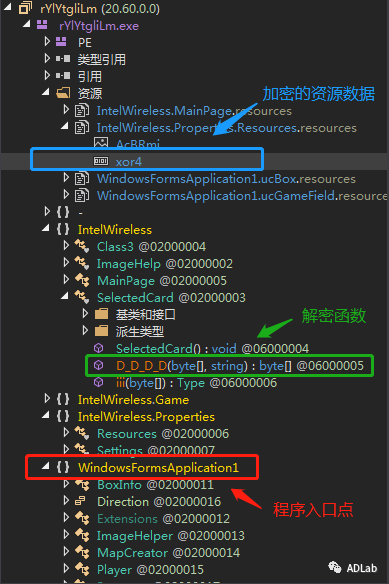 rYlYtgliLm (20.60.0.0)
rYlYtgliLm.exe
PE
类型引用
引用
资源
加密的资源数据
IntelWireless.MainPage.resources
IntelWireless.Properties.Resources.resources
AcBRmi
xor4
WindowsFormsApplication1.ucBox.resources
WindowsFormsApplication1.ucGameField.resources
{ } -
{ } IntelWireless
Class3 @02000004
ImageHelp @02000002
MainPage @02000005
SelectedCard @02000003
基类和接口
派生类型
解密函数
SelectedCard() : void @06000004
D_D_D_D(byte[], string) : byte[] @06000005
iii(byte[]) : Type @06000006
{ } IntelWireless.Game
{ } IntelWireless.Properties
Resources @02000006
Settings @02000007
{ } WindowsFormsApplication1
BoxInfo @02000011
程序入口点
Direction @02000016
Extensions @02000012
ImageHelper @02000013
MapCreator @02000014
Player @02000015
ADLab